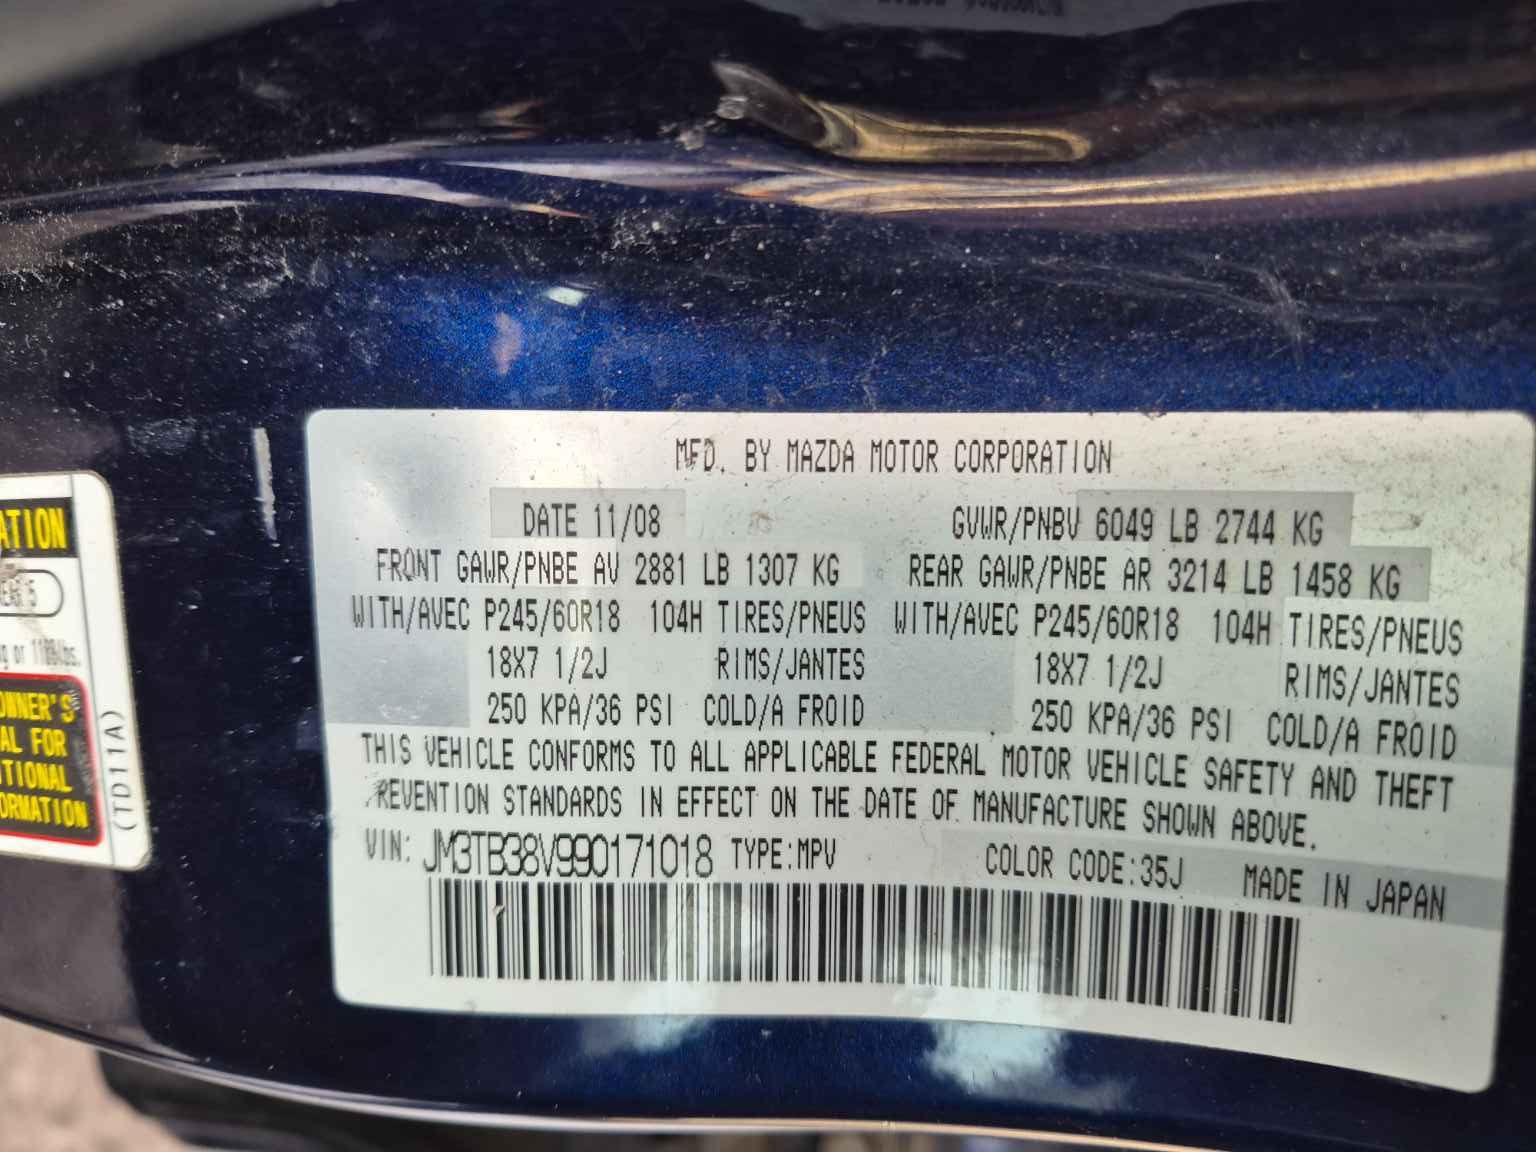 MFD. BY MAZDA MOTOR CORPORATION
DATE 11/08 GVWR/PNBV 6049 LB 2744 KG
FRONT GAWR/PNBE AV 2881 LB 1307 KG REAR GAWR/PNBE AR 3214 LB 1458 KG
WITH/AVEC P245/60R18 104H TIRES/PNEUS WITH/AVEC P245/60R18 104H TIRES/PNEUS
18X7 1/2J RIMS/JANTES 18X7 1/2J RIMS/JANTES
250 KPA/36 PSI COLD/A FROID 250 KPA/36 PSI COLD/A FROID
THIS VEHICLE CONFORMS TO ALL APPLICABLE FEDERAL MOTOR VEHICLE SAFETY AND THEFT
PREVENTION STANDARDS IN EFFECT ON THE DATE OF MANUFACTURE SHOWN ABOVE.
VIN: JM3TB38V990171018 TYPE:MPV COLOR CODE:35J MADE IN JAPAN
ATION
5
g or 1188lbs.
OWNER'S
AL FOR
ITIONAL
ORMATION
(TD11A)